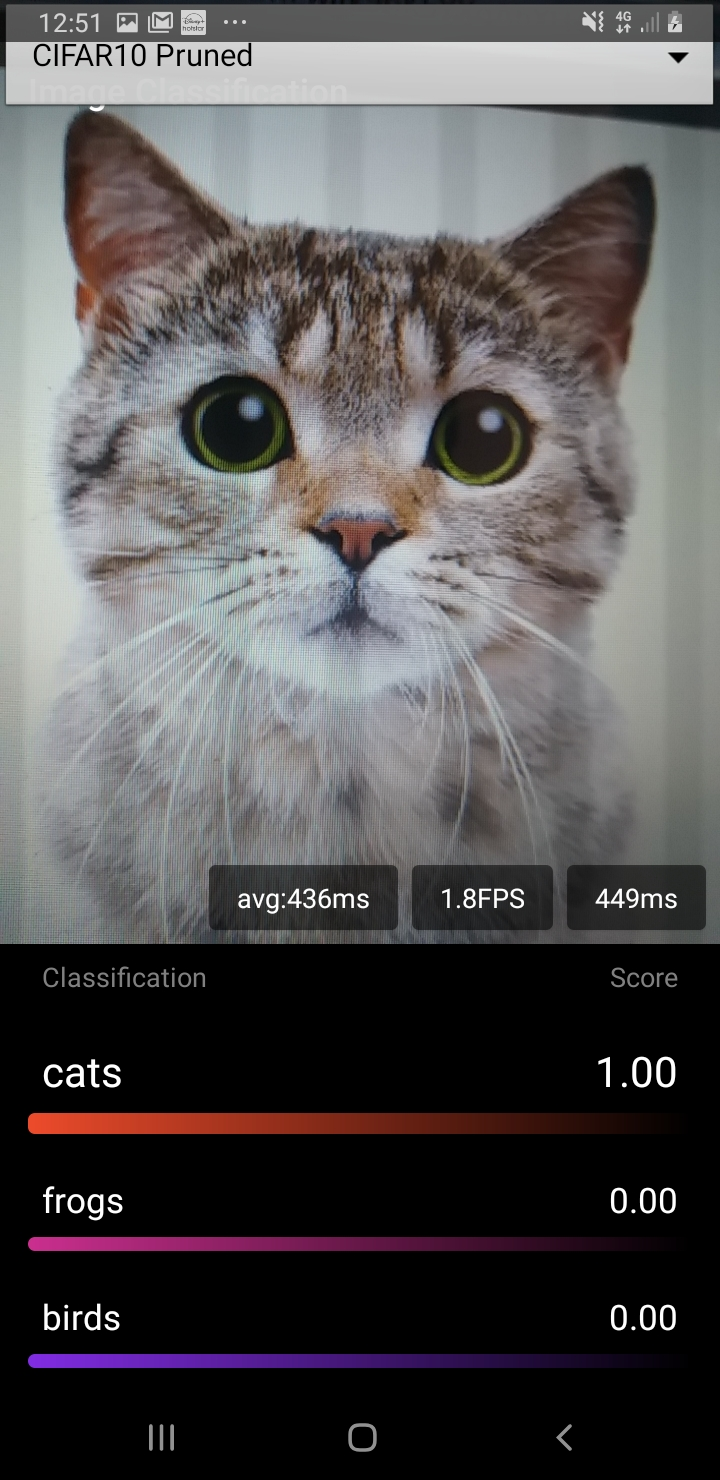 12:51 4G
CIFAR10 Pruned
Image Classification
avg:436ms 1.8FPS 449ms
Classification Score
cats 1.00
frogs 0.00
birds 0.00